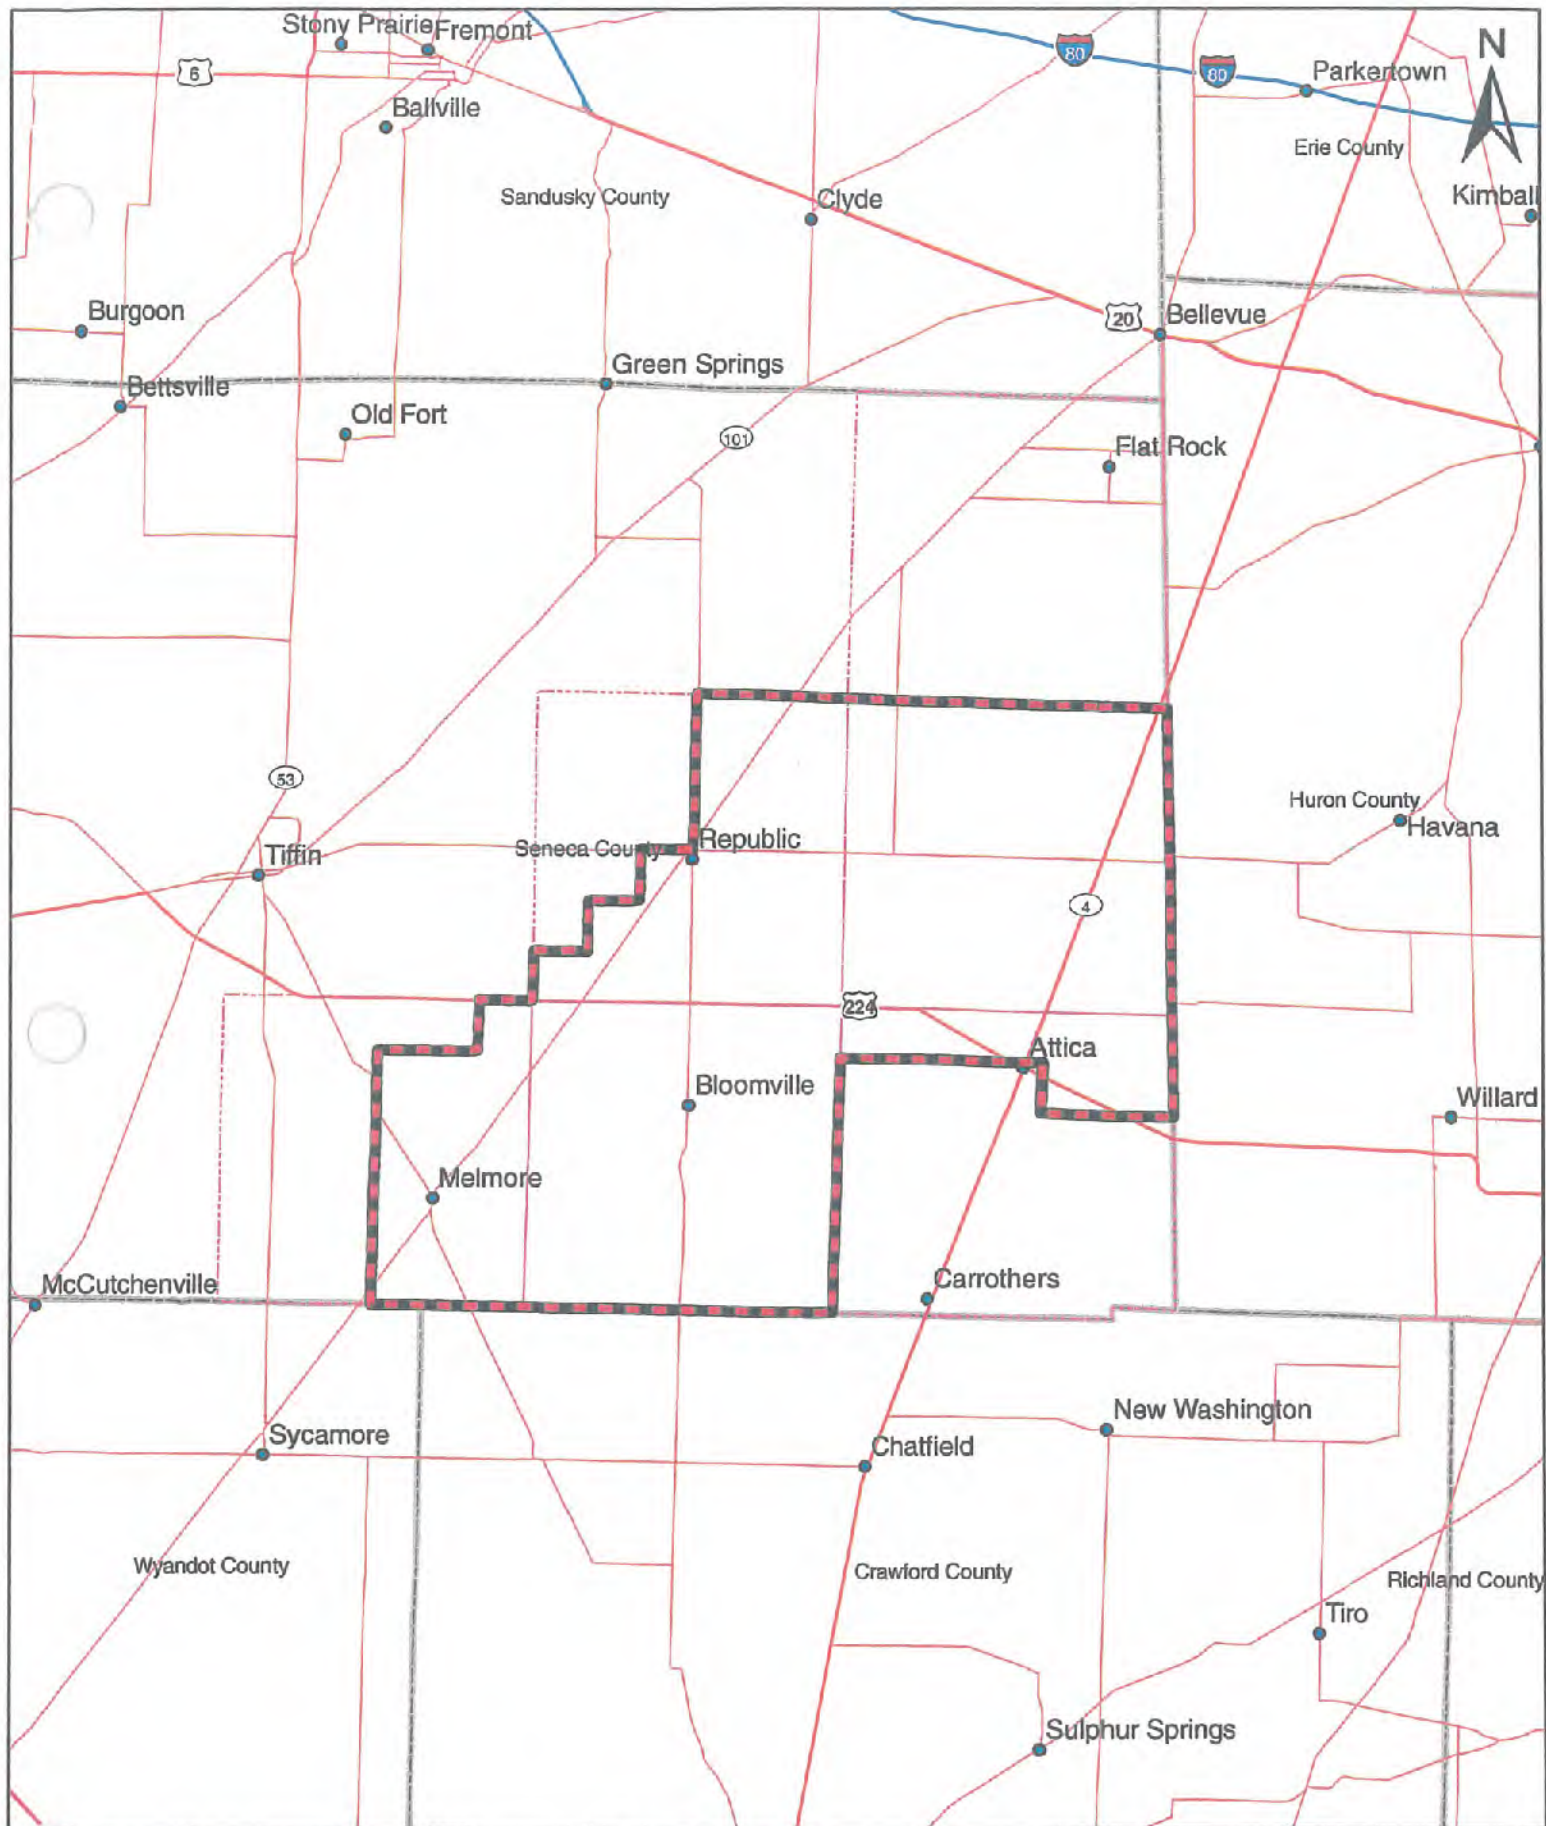 Stony Prairie
Fremont
N
6
80
80
Parkertown
Ballville
Erie County
Sandusky County
Clyde
Kimball
Burgoon
20
Bellevue
Green Springs
Bettsville
Old Fort
101
Flat Rock
53
Huron County
Havana
Republic
Seneca County
Tiffin
4
224
Attica
Bloomville
Willard
Melmore
McCutchenville
Carrothers
New Washington
Sycamore
Chatfield
Wyandot County
Crawford County
Richland County
Tiro
Sulphur Springs